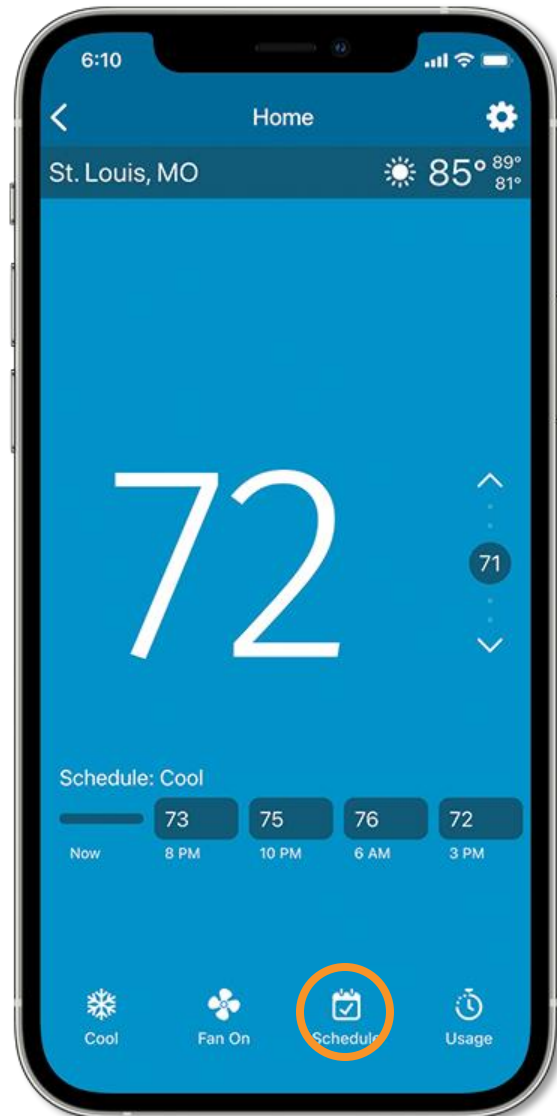 6:10
Home
St. Louis, MO 85° 89°
81°
72
71
Schedule: Cool
73 75 76 72
Now 8 PM 10 PM 6 AM 3 PM
Cool Fan On Schedule Usage